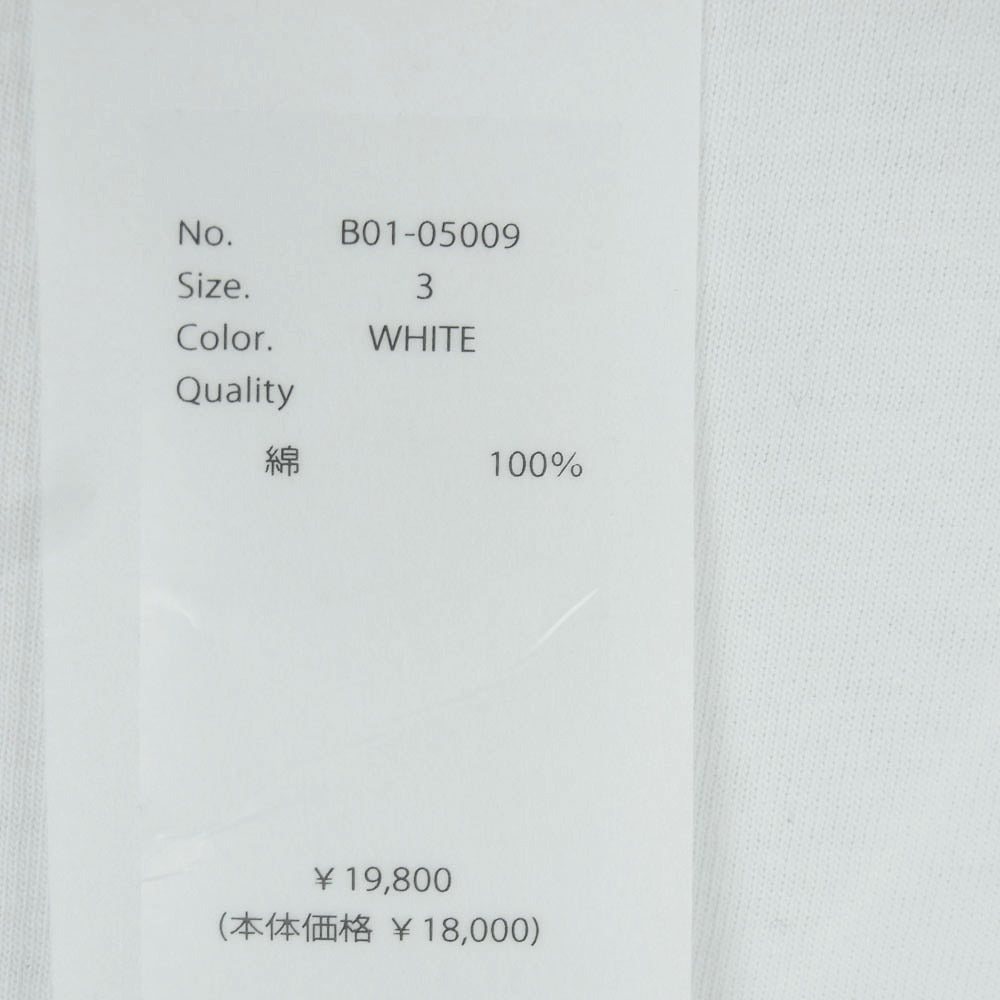 No. B01-05009
Size. 3
Color. WHITE
Quality
綿 100%
¥ 19,800
(本体価格 ¥ 18,000)